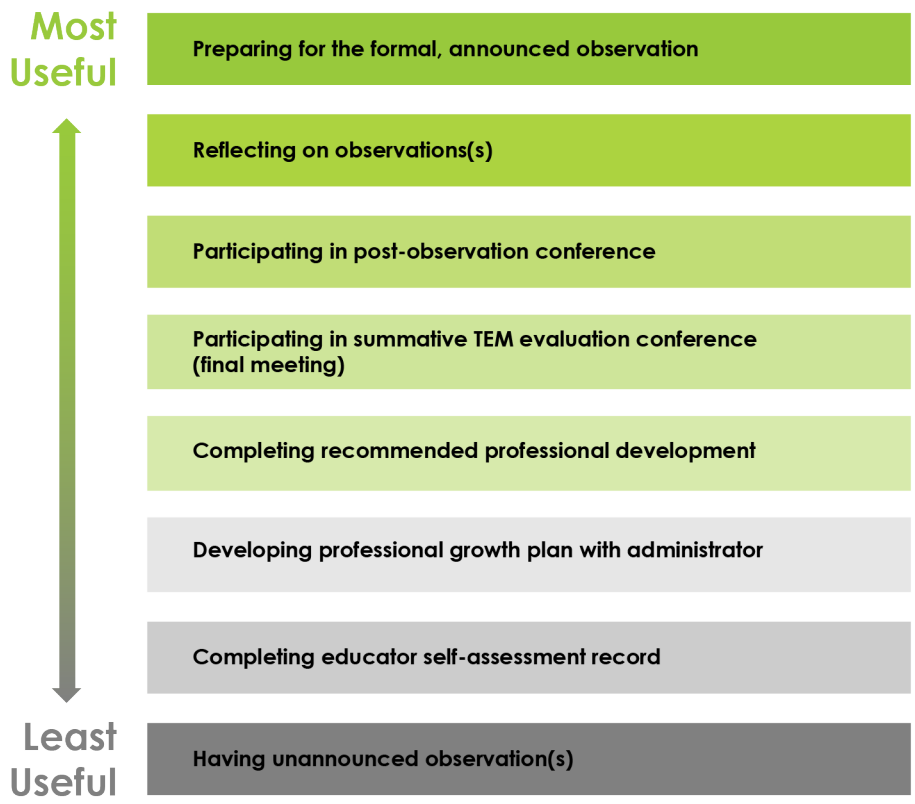 Most
Useful
Preparing for the formal, announced observation
Reflecting on observations(s)
Participating in post-observation conference
Participating in summative TEM evaluation conference
(final meeting)
Completing recommended professional development
Developing professional growth plan with administrator
Completing educator self-assessment record
Least
Useful
Having unannounced observation(s)